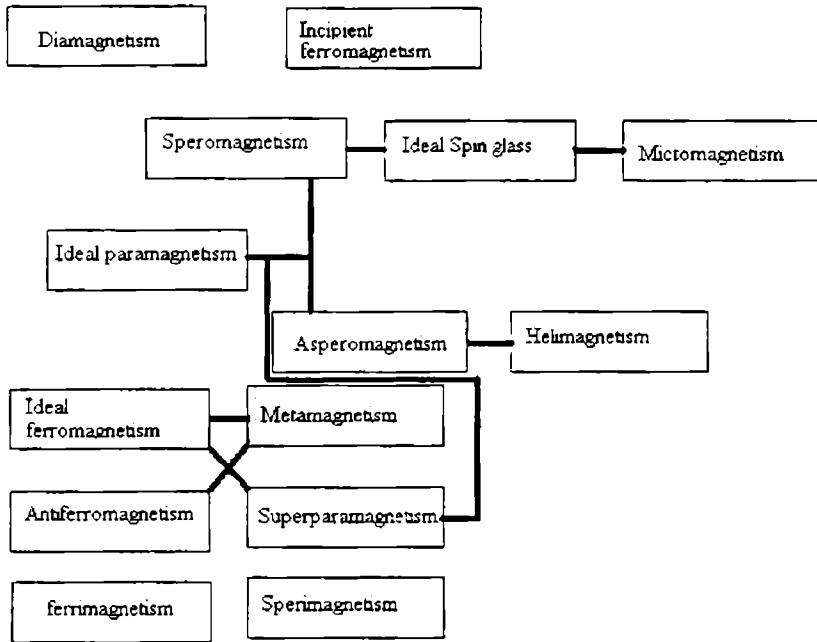 Diamagnetism
Incipient
ferromagnetism
Speromagnetism
Ideal Spin glass
Mictomagnetism
Ideal paramagnetism
Asperomagnetism
Helimagnetism
Ideal
ferromagnetism
Metamagnetism
Antiferromagnetism
Superparamagnetism
ferrimagnetism
Sperimagnetism